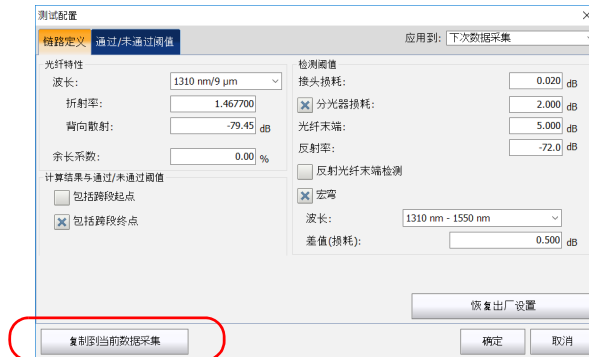 测试配置
链路定义 通过/未通过阈值 应用到: 下次数据采集
光纤特性
波长: 1310 nm/9 µm
折射率: 1.467700
背向散射: -79.45 dB
余长系数: 0.00 %
计算结果与通过/未通过阈值
包括跨段起点
包括跨段终点
检测阈值
接头损耗: 0.020 dB
分光器损耗: 2.000 dB
光纤末端: 5.000 dB
反射率: -72.0 dB
反射光纤末端检测
宏弯
波长: 1310 nm - 1550 nm
差值(损耗): 0.500 dB
恢复出厂设置
复制到当前数据采集 确定 取消